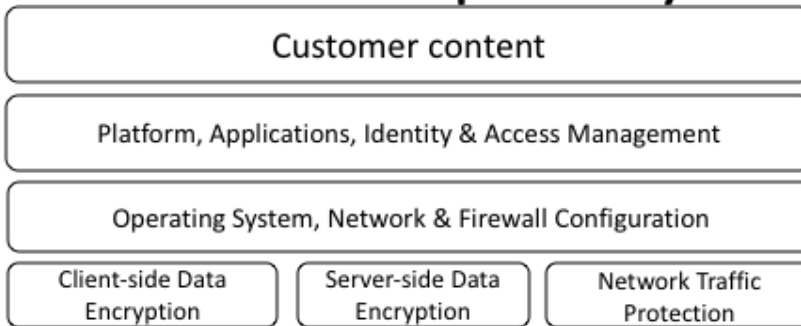 Customer content
Platform, Applications, Identity & Access Management
Operating System, Network & Firewall Configuration
Client-side Data
Encryption
Server-side Data
Encryption
Network Traffic
Protection